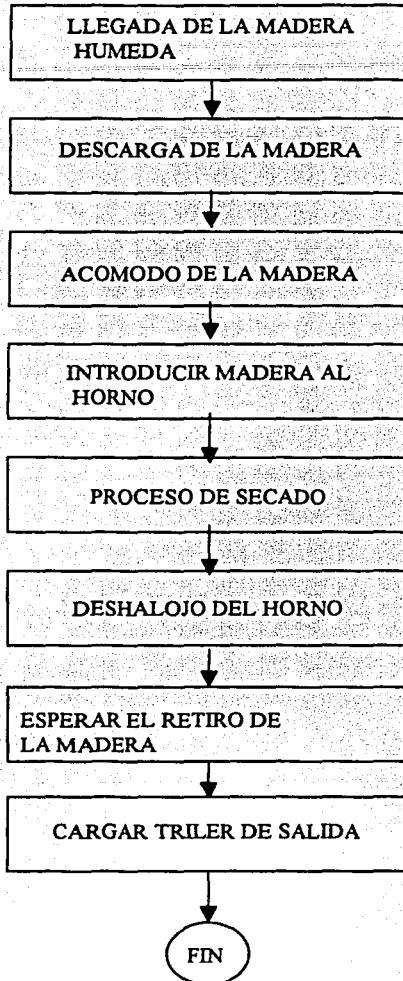 LLEGADA DE LA MADERA
HUMEDA
DESCARGA DE LA MADERA
ACOMODO DE LA MADERA
INTRODUCIR MADERA AL
HORNO
PROCESO DE SECADO
DESHALOJO DEL HORNO
ESPERAR EL RETIRO DE
LA MADERA
CARGAR TRILER DE SALIDA
FIN